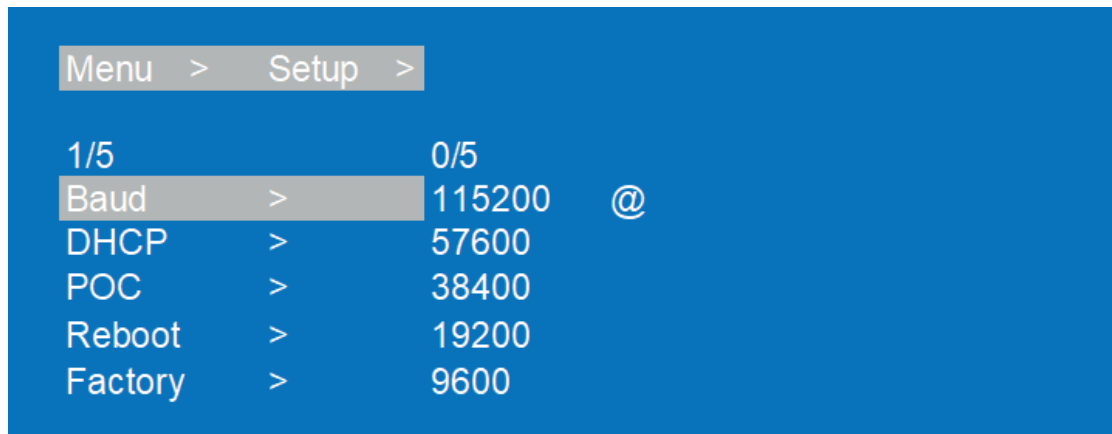 Menu > Setup >
1/5 0/5
Baud > 115200 @
DHCP > 57600
POC > 38400
Reboot > 19200
Factory > 9600